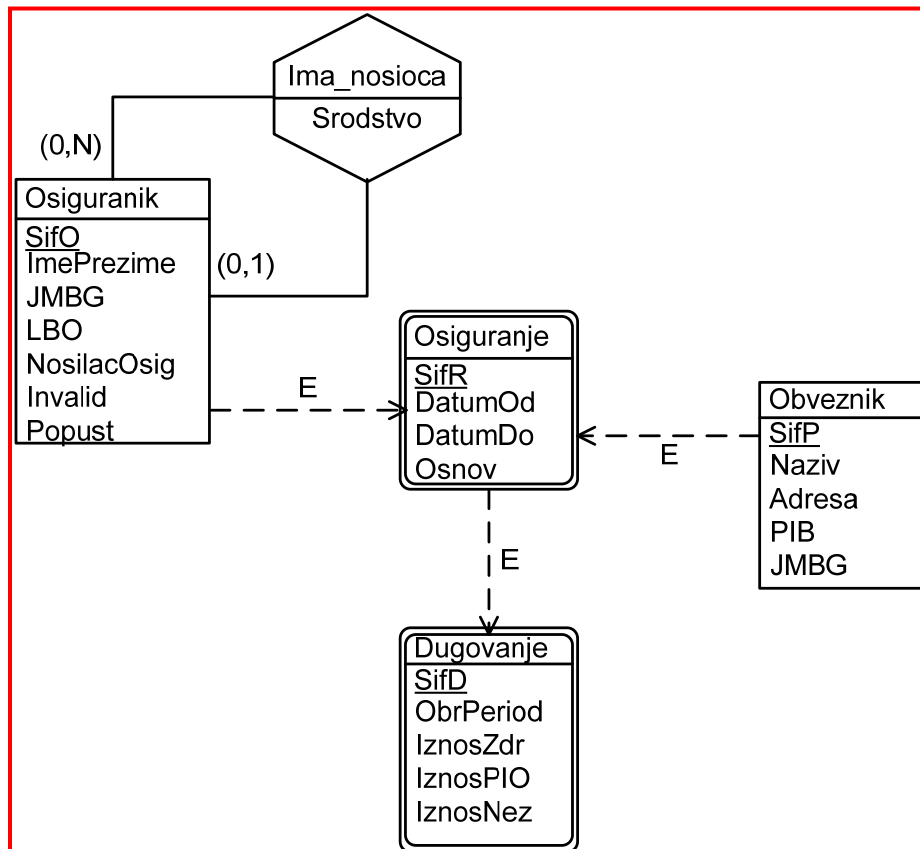 Ima_nosioca
Srodstvo
(0,N)
Osiguranik
SifO
ImePrezime
JMBG
LBO
NosilacOsig
Invalid
Popust
(0,1)
E
Osiguranje
SifR
DatumOd
DatumDo
Osnov
E
Obveznik
SifP
Naziv
Adresa
PIB
JMBG
E
Dugovanje
SifD
ObrPeriod
IznosZdr
IznosPIO
IznosNez